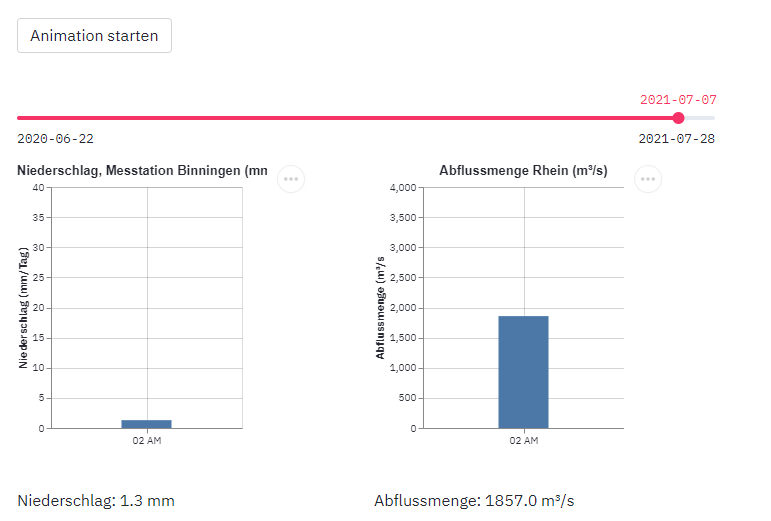 Animation starten
2021-07-07
2020-06-22
2021-07-28
Niederschlag, Messtation Binningen (mn
Niederschlag (mm/Tag)
40
35
30
25
20
15
10
5
0
02 AM
Abflussmenge Rhein (m³/s)
Abflussmenge (m³/s
4,000
3,500
3,000
2,500
2,000
1,500
1,000
500
0
02 AM
Niederschlag: 1.3 mm
Abflussmenge: 1857.0 m³/s